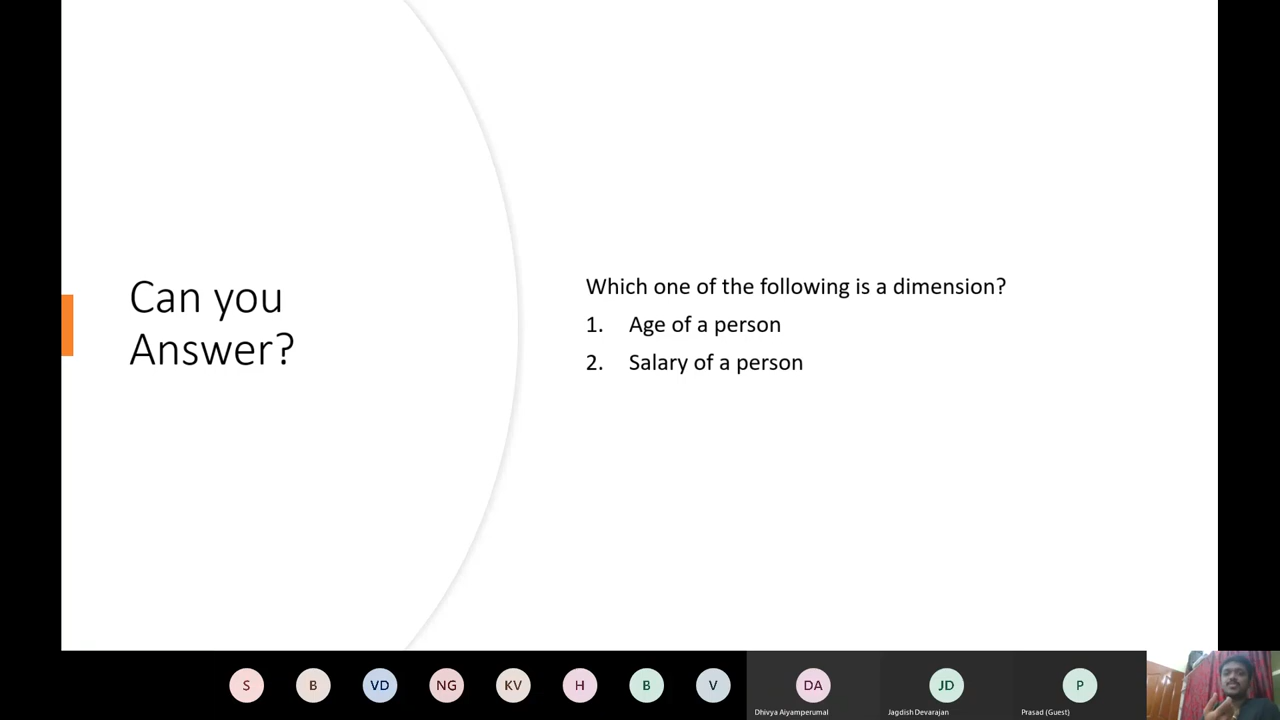 Can you
Answer?
Which one of the following is a dimension?
1. Age of a person
2. Salary of a person
S
B
VD
NG
KV
H
B
V
DA
JD
P
Dhivya Aiyamperumal
Jagdish Devarajan
Prasad (Guest)